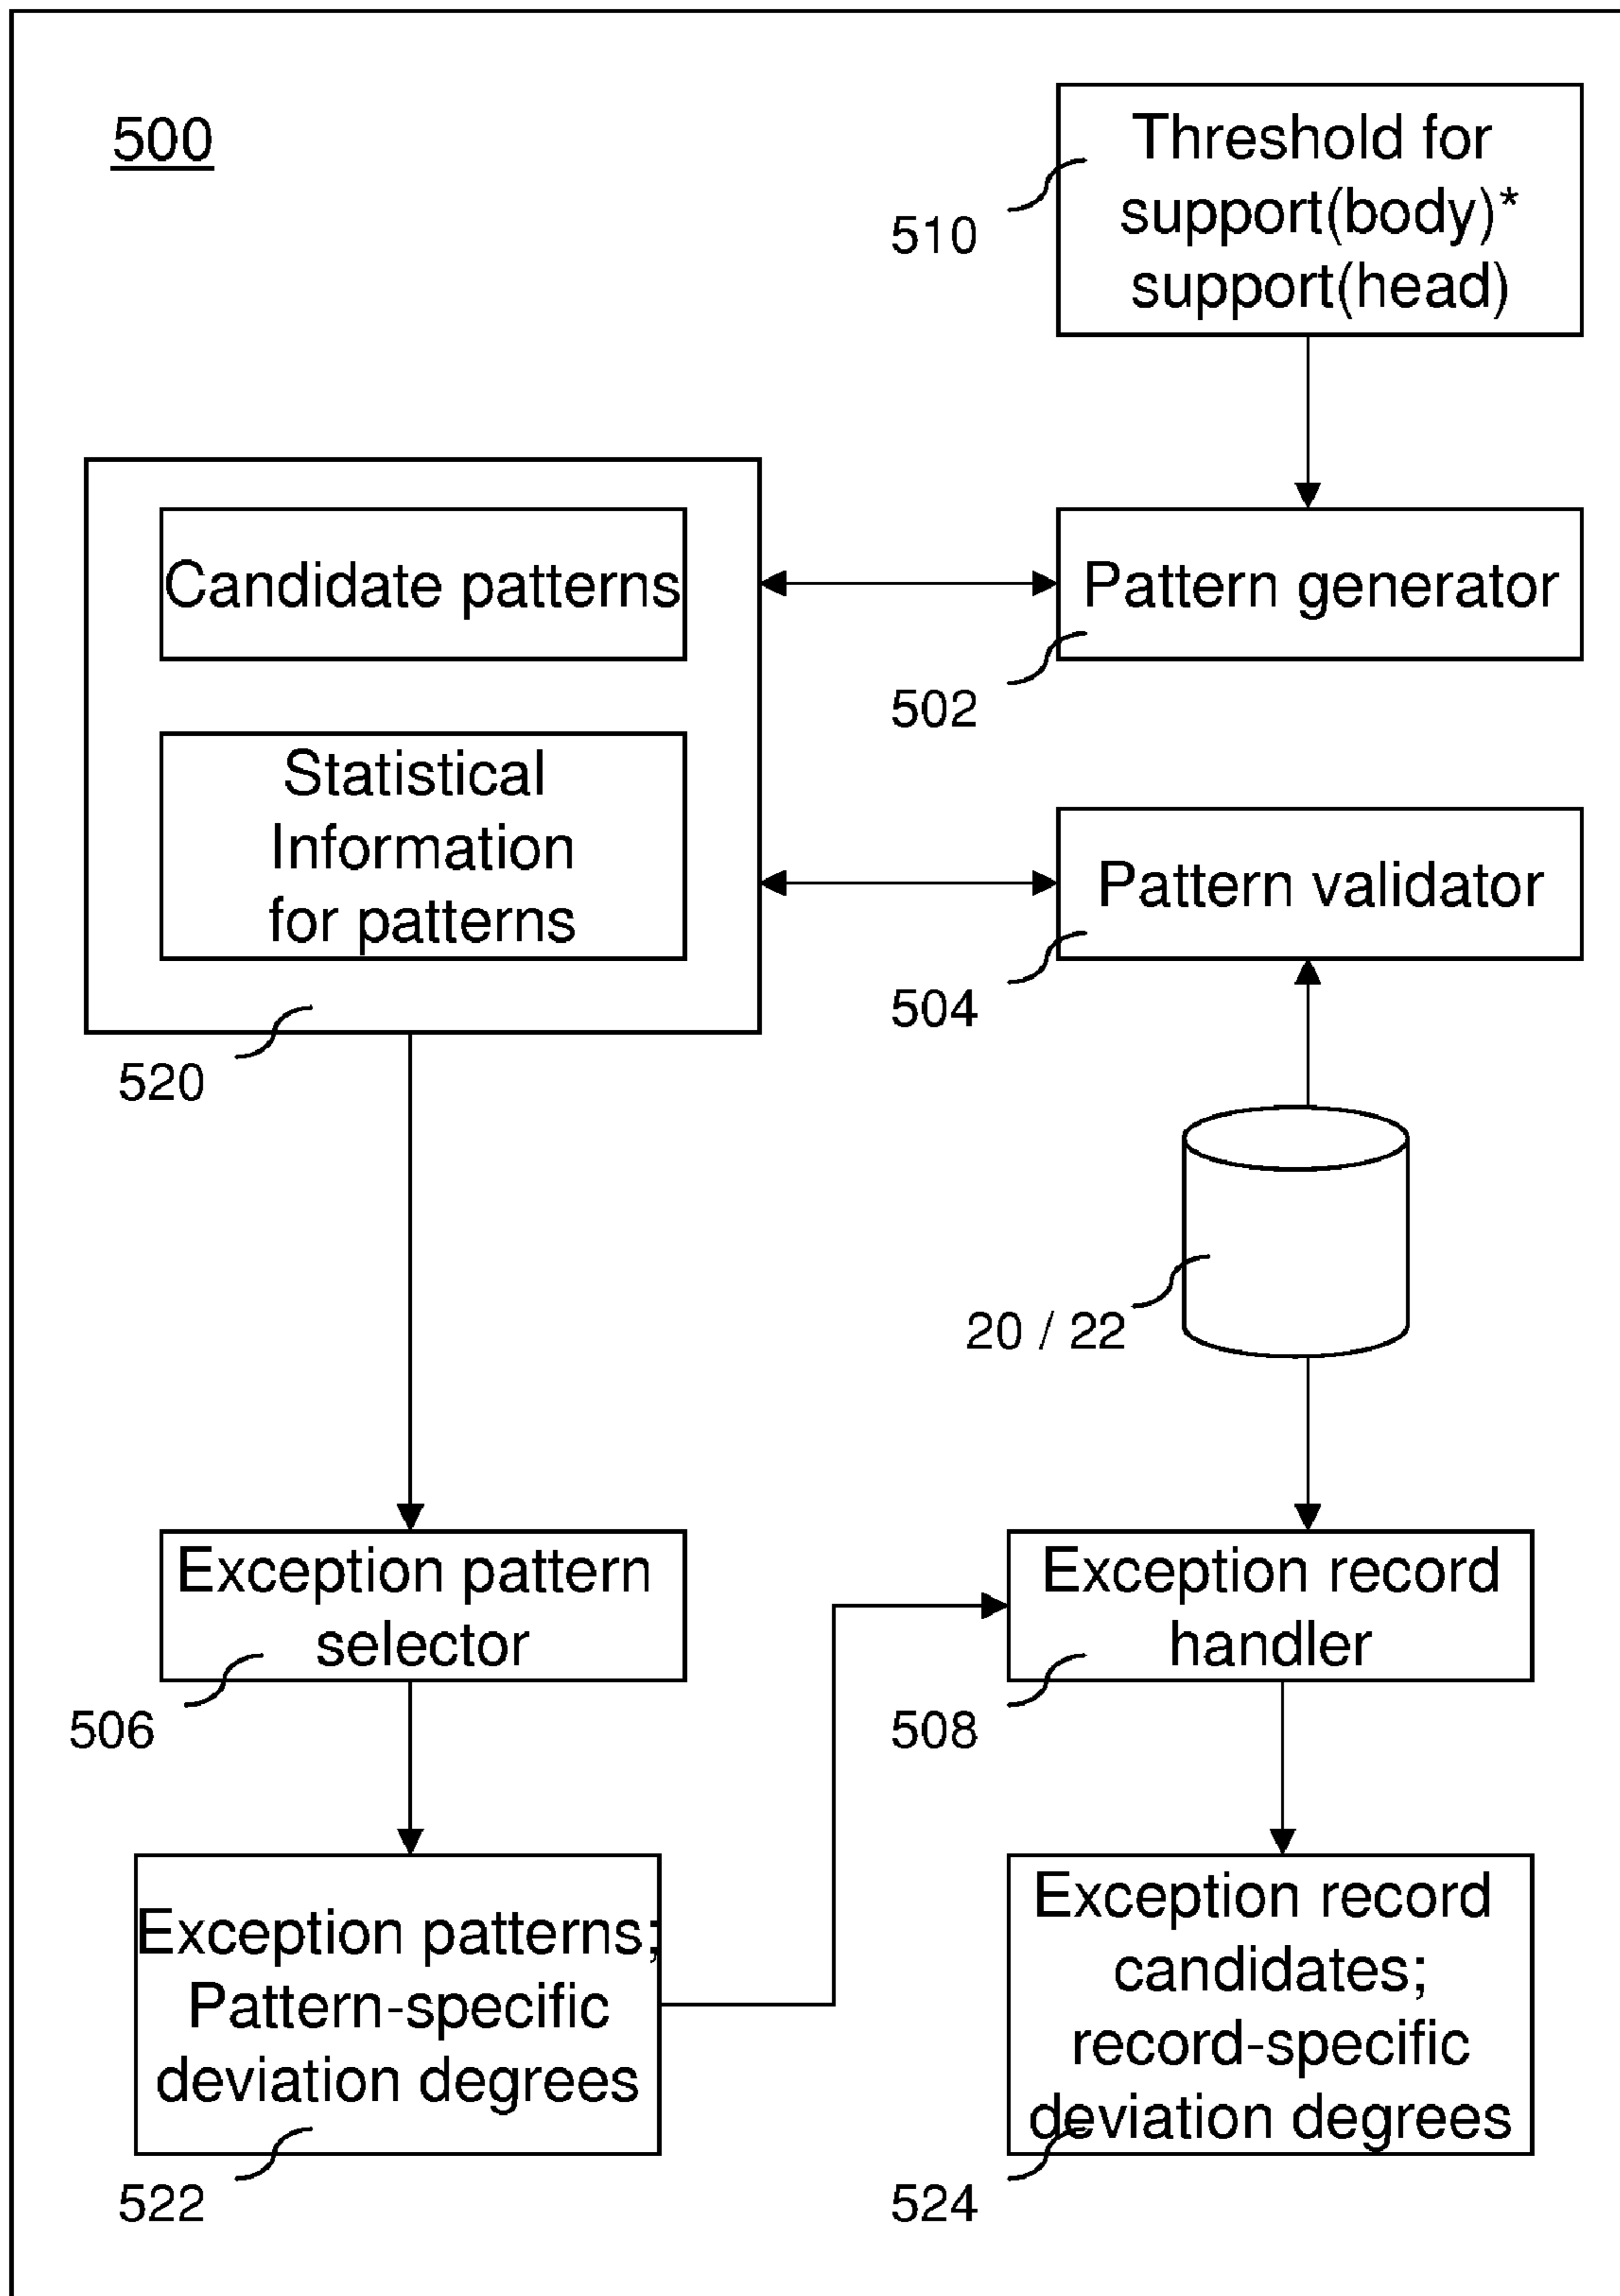 500
Threshold for
support(body)*
support(head)
510
Candidate patterns
Pattern generator
502
Statistical
Information
for patterns
Pattern validator
504
520
20 / 22
Exception pattern
selector
506
Exception record
handler
508
Exception patterns;
Pattern-specific
deviation degrees
522
Exception record
candidates;
record-specific
deviation degrees
524